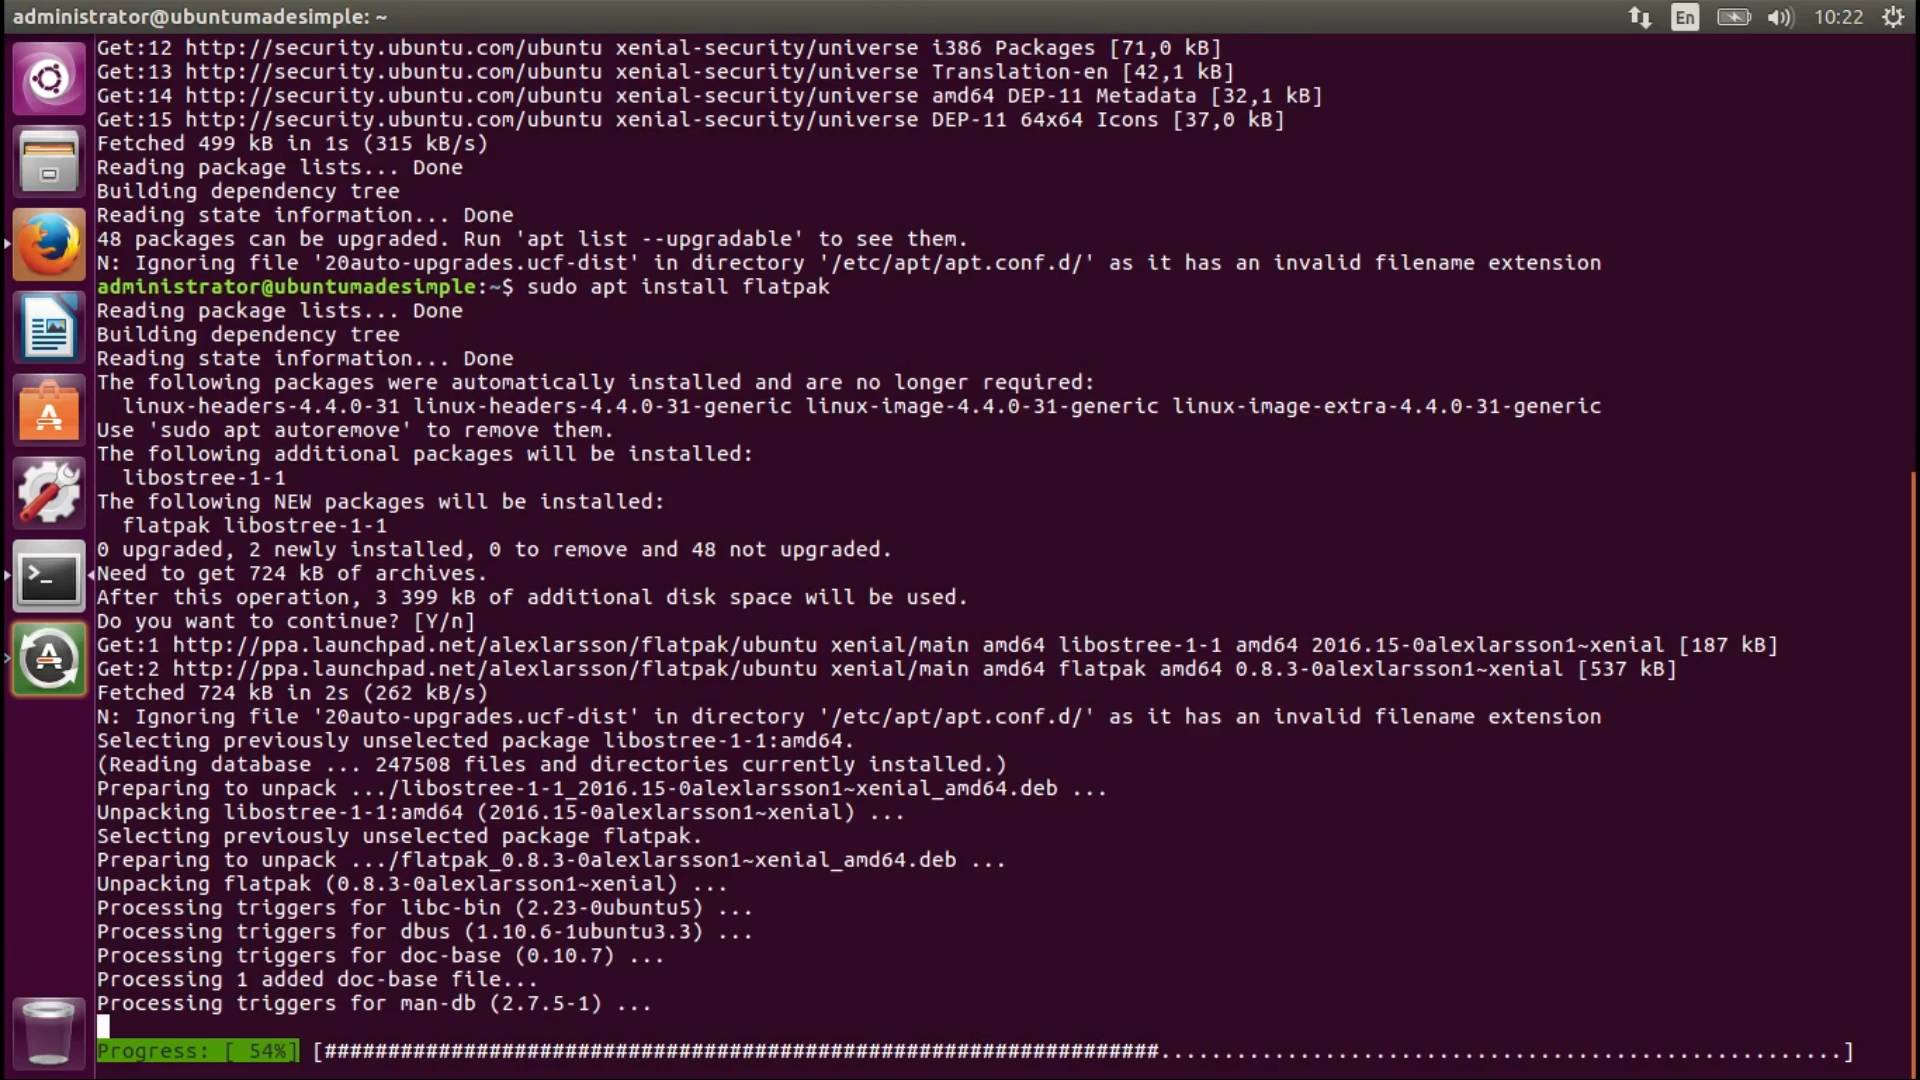 administrator@ubuntumadesimple: ~
En
10:22
Get:12 http://security.ubuntu.com/ubuntu xenial-security/universe i386 Packages [71,0 kB]
Get:13 http://security.ubuntu.com/ubuntu xenial-security/universe Translation-en [42,1 kB]
Get:14 http://security.ubuntu.com/ubuntu xenial-security/universe amd64 DEP-11 Metadata [32,1 kB]
Get:15 http://security.ubuntu.com/ubuntu xenial-security/universe DEP-11 64x64 Icons [37,0 kB]
Fetched 499 kB in 1s (315 kB/s)
Reading package lists... Done
Building dependency tree
Reading state information... Done
48 packages can be upgraded. Run 'apt list --upgradable' to see them.
N: Ignoring file '20auto-upgrades.ucf-dist' in directory '/etc/apt/apt.conf.d/' as it has an invalid filename extension
administrator@ubuntumadesimple:~$ sudo apt install flatpak
Reading package lists... Done
Building dependency tree
Reading state information... Done
The following packages were automatically installed and are no longer required:
  linux-headers-4.4.0-31 linux-headers-4.4.0-31-generic linux-image-4.4.0-31-generic linux-image-extra-4.4.0-31-generic
Use 'sudo apt autoremove' to remove them.
The following additional packages will be installed:
  libostree-1-1
The following NEW packages will be installed:
  flatpak libostree-1-1
0 upgraded, 2 newly installed, 0 to remove and 48 not upgraded.
Need to get 724 kB of archives.
After this operation, 3 399 kB of additional disk space will be used.
Do you want to continue? [Y/n]
Get:1 http://ppa.launchpad.net/alexlarsson/flatpak/ubuntu xenial/main amd64 libostree-1-1 amd64 2016.15-0alexlarsson1~xenial [187 kB]
Get:2 http://ppa.launchpad.net/alexlarsson/flatpak/ubuntu xenial/main amd64 flatpak amd64 0.8.3-0alexlarsson1~xenial [537 kB]
Fetched 724 kB in 2s (262 kB/s)
N: Ignoring file '20auto-upgrades.ucf-dist' in directory '/etc/apt/apt.conf.d/' as it has an invalid filename extension
Selecting previously unselected package libostree-1-1:amd64.
(Reading database ... 247508 files and directories currently installed.)
Preparing to unpack .../libostree-1-1_2016.15-0alexlarsson1~xenial_amd64.deb ...
Unpacking libostree-1-1:amd64 (2016.15-0alexlarsson1~xenial) ...
Selecting previously unselected package flatpak.
Preparing to unpack .../flatpak_0.8.3-0alexlarsson1~xenial_amd64.deb ...
Unpacking flatpak (0.8.3-0alexlarsson1~xenial) ...
Processing triggers for libc-bin (2.23-0ubuntu5) ...
Processing triggers for dbus (1.10.6-1ubuntu3.3) ...
Processing triggers for doc-base (0.10.7) ...
Processing 1 added doc-base file...
Processing triggers for man-db (2.7.5-1) ...
Progress: [ 54%] [##################################################################......................................................]